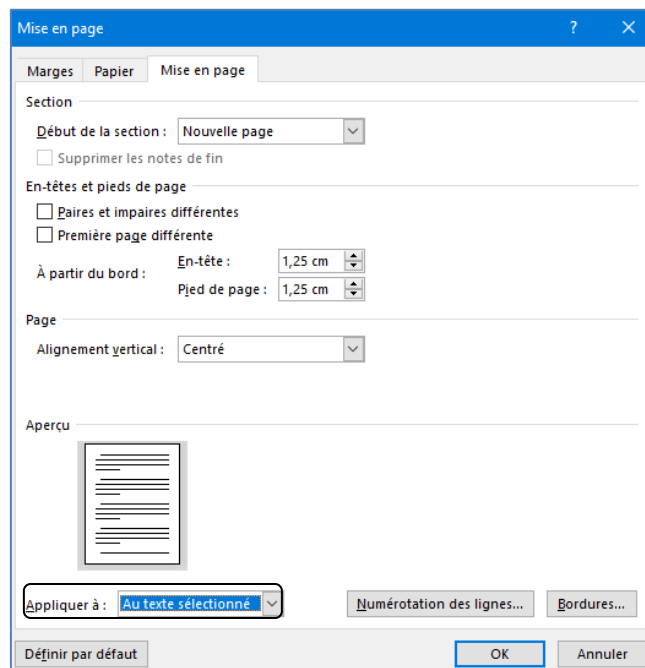 Mise en page ? ×
Marges Papier Mise en page
Section
Début de la section : Nouvelle page
Supprimer les notes de fin
En-têtes et pieds de page
Paires et impaires différentes
Première page différente
En-tête : 1,25 cm
À partir du bord :
Pied de page : 1,25 cm
Page
Alignement vertical : Centré
Aperçu
Appliquer à : Au texte sélectionné Numérotation des lignes... Bordures...
Définir par défaut OK Annuler